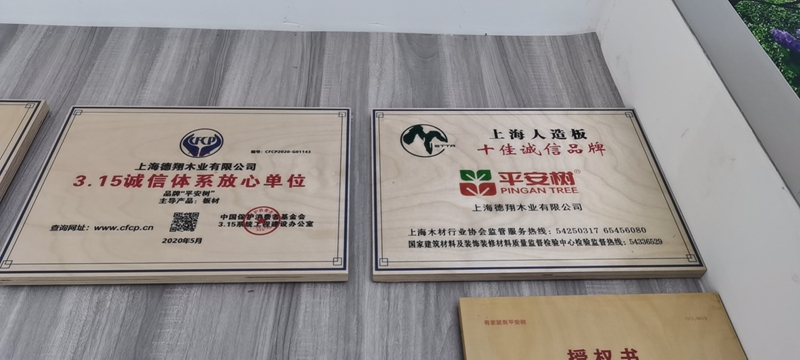 CFCP
编号：CFCP2020-G01143
上海德翔木业有限公司
3.15诚信体系放心单位
品牌“平安树”
主导产品：板材
查询网址：www.cfcp.cn
中国保护消费者基金会
3.15系统工程建设办公室
2020年5月
上海人造板
十佳诚信品牌
平安树
PINGAN TREE
上海德翔木业有限公司
上海木材行业协会监管服务热线：54250317 65456080
国家建筑材料及装饰装修材料质量监督检验中心检验监督热线：54336529
授权书